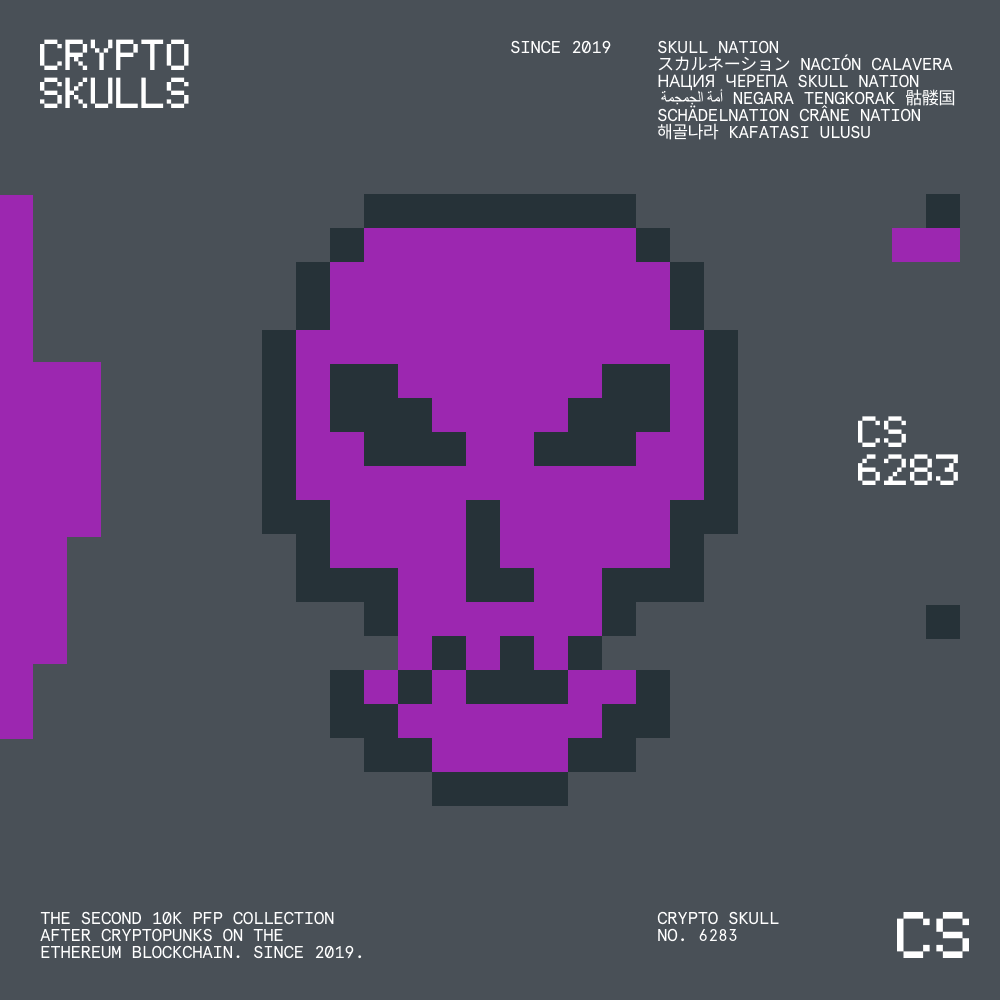 CRYPTO
SKULLS
SINCE 2019
SKULL NATION
スカルネーション NACIÓN CALAVERA
НАЦИЯ ЧЕРЕПА SKULL NATION
أمة الجمجمة NEGARA TENGKORAK 骷髅国
SCHÄDELNATION CRÂNE NATION
해골나라 KAFATASI ULUSU
CS
6283
THE SECOND 10K PFP COLLECTION
AFTER CRYPTOPUNKS ON THE
ETHEREUM BLOCKCHAIN. SINCE 2019.
CRYPTO SKULL
NO. 6283
CS